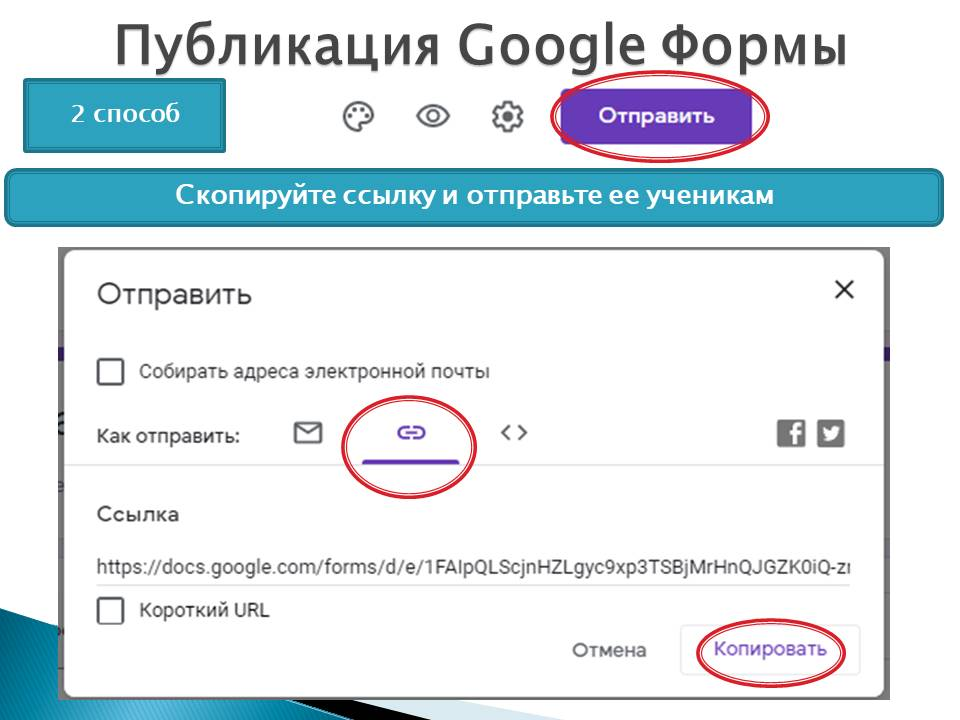 Публикация Google Формы
2 способ
Отправить
Скопируйте ссылку и отправьте ее ученикам
Отправить
Собирать адреса электронной почты
Как отправить:
Ссылка
https://docs.google.com/forms/d/e/1FAIpQLScjnHZLgyc9xp3TSBjMrHnQJGZK0iQ-z
Короткий URL
Отмена
Копировать